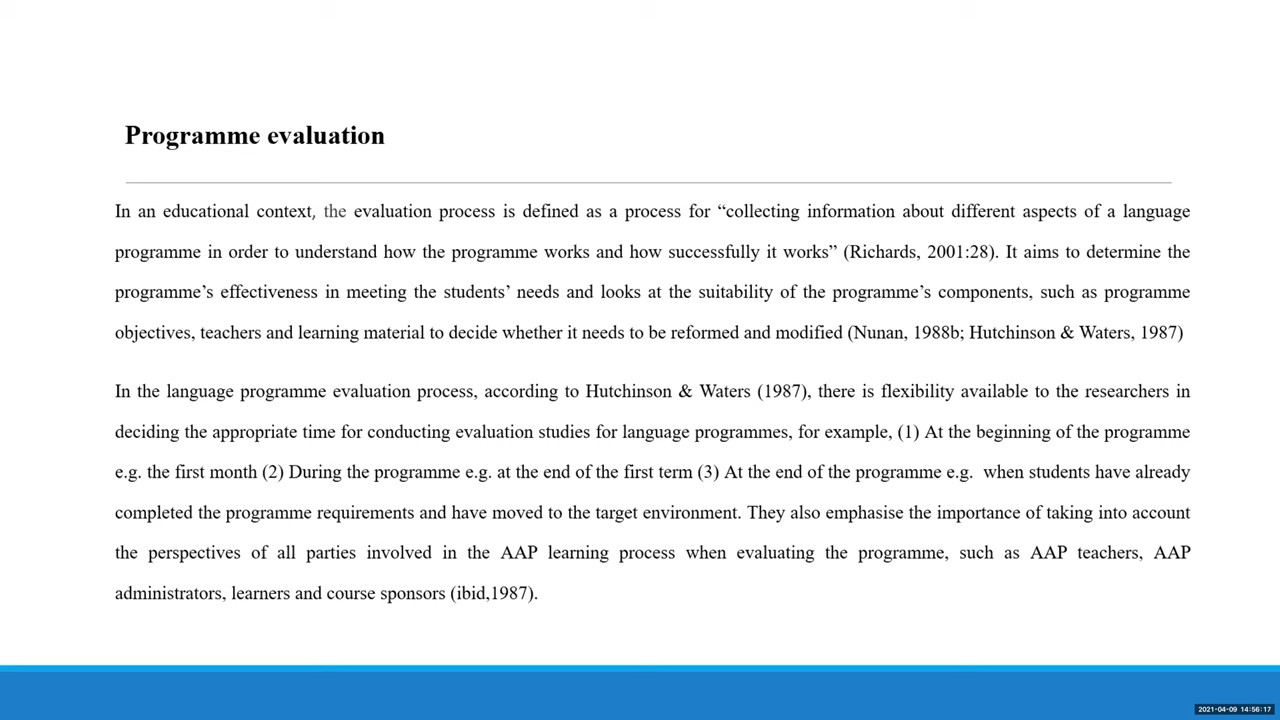 Programme evaluation
In an educational context, the evaluation process is defined as a process for “collecting information about different aspects of a language
programme in order to understand how the programme works and how successfully it works” (Richards, 2001:28). It aims to determine the
programme’s effectiveness in meeting the students’ needs and looks at the suitability of the programme’s components, such as programme
objectives, teachers and learning material to decide whether it needs to be reformed and modified (Nunan, 1988b; Hutchinson & Waters, 1987)
In the language programme evaluation process, according to Hutchinson & Waters (1987), there is flexibility available to the researchers in
deciding the appropriate time for conducting evaluation studies for language programmes, for example, (1) At the beginning of the programme
e.g. the first month (2) During the programme e.g. at the end of the first term (3) At the end of the programme e.g.  when students have already
completed the programme requirements and have moved to the target environment. They also emphasise the importance of taking into account
the perspectives of all parties involved in the AAP learning process when evaluating the programme, such as AAP teachers, AAP
administrators, learners and course sponsors (ibid,1987).
2021-04-09 14:56:17